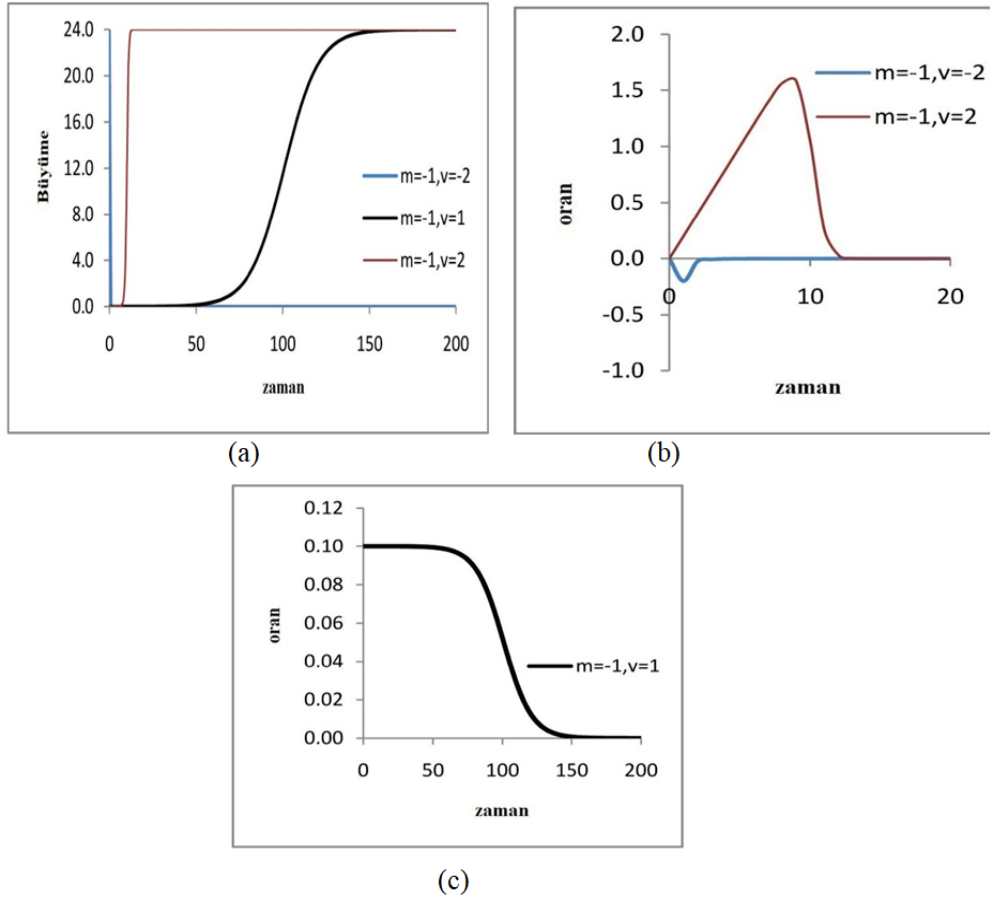 24.0
20.0
16.0
12.0
8.0
4.0
0.0
Büyüme
m=-1,v=-2
m=-1,v=1
m=-1,v=2
0 50 100 150 200
zaman
(a)
2.0
1.5
1.0
0.5
0.0
-0.5
-1.0
oran
m=-1,v=-2
m=-1,v=2
0 10 20
zaman
(b)
0.12
0.10
0.08
0.06
0.04
0.02
0.00
oran
m=-1,v=1
0 50 100 150 200
zaman
(c)